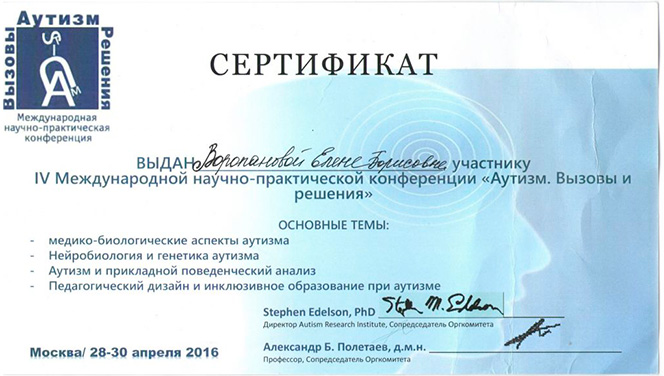 Аутизм
Вызовы
Решения
Международная
научно-практическая
конференция
СЕРТИФИКАТ
ВЫДАН Воропановой Елене Борисовне участнику
IV Международной научно-практической конференции «Аутизм. Вызовы и
решения»
ОСНОВНЫЕ ТЕМЫ:
- медико-биологические аспекты аутизма
- Нейробиология и генетика аутизма
- Аутизм и прикладной поведенческий анализ
- Педагогический дизайн и инклюзивное образование при аутизме
Stephen Edelson, PhD Stephen M. Edelson
Директор Autism Research Institute, Сопредседатель Оргкомитета
Александр Б. Полетаев, д.м.н.
Профессор, Сопредседатель Оргкомитета
Москва/ 28-30 апреля 2016